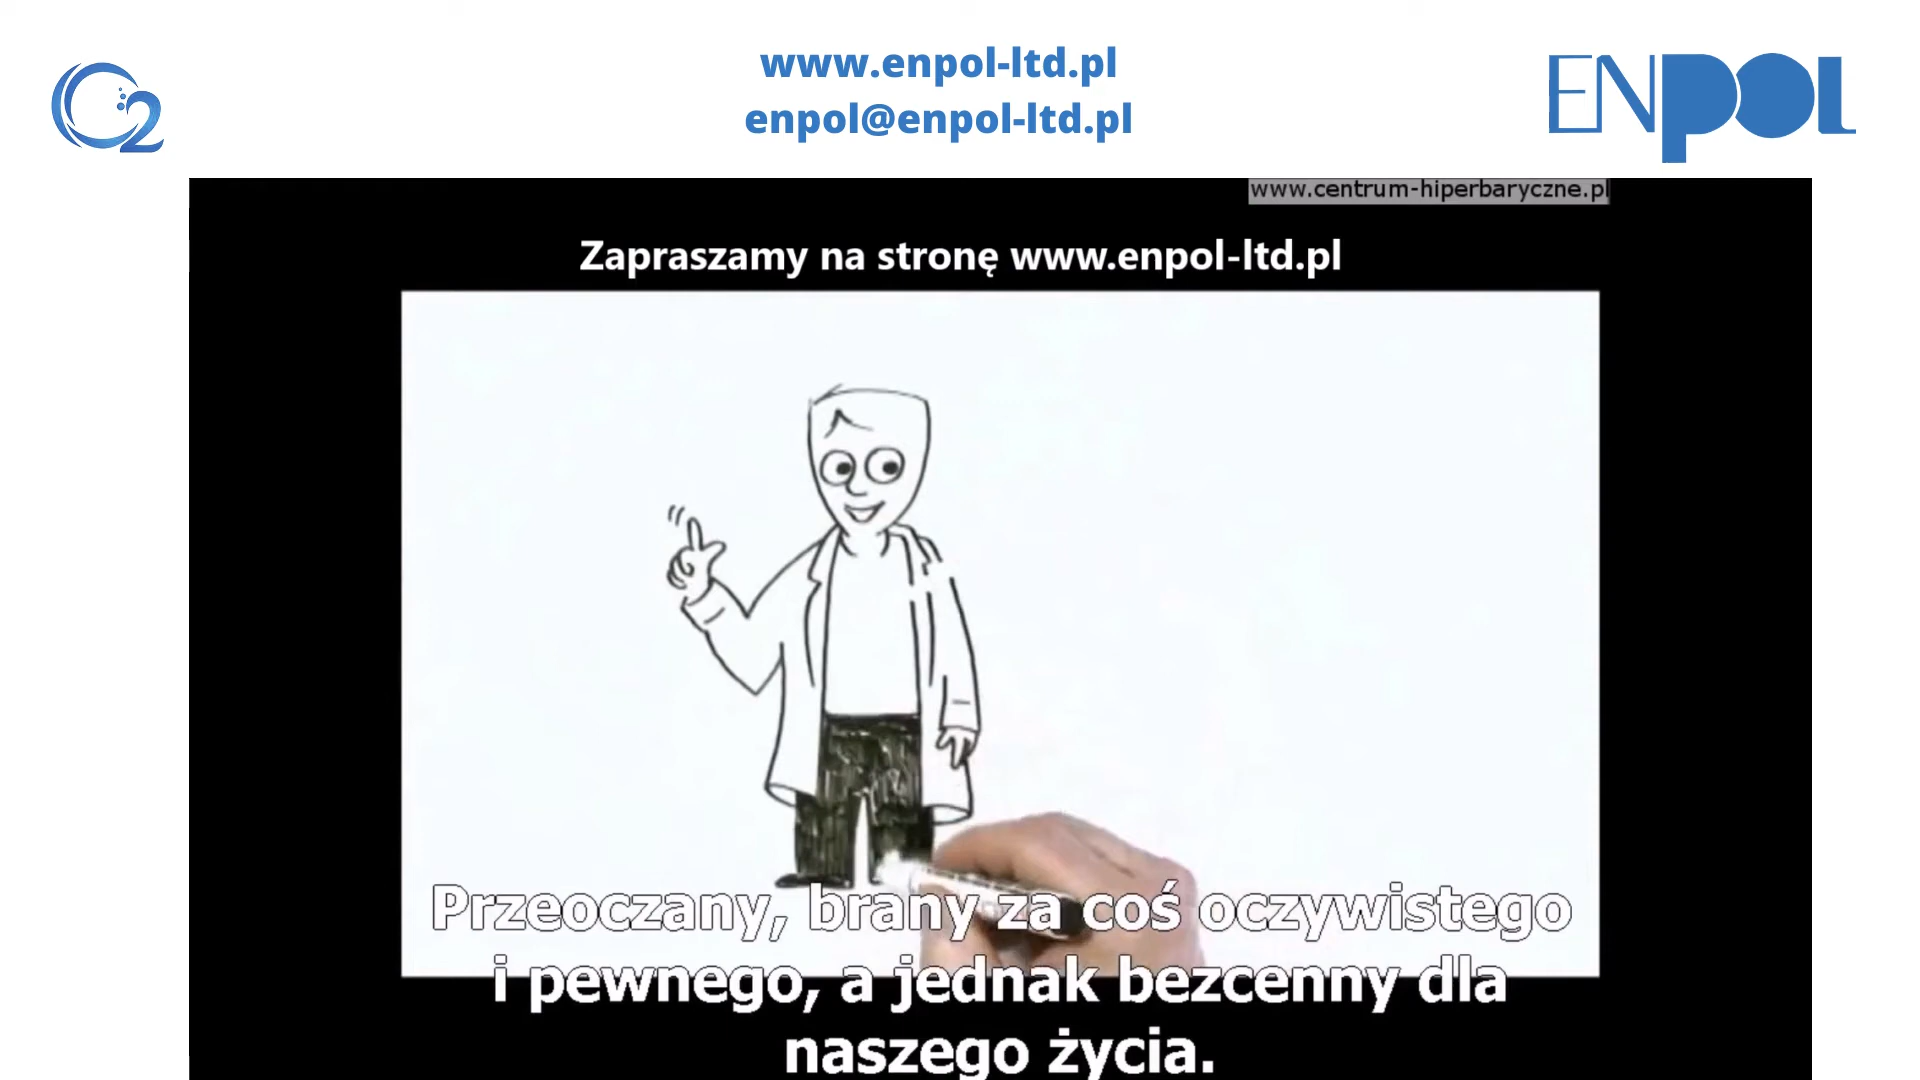 www.enpol-ltd.pl
enpol@enpol-ltd.pl
O2
ENPOL
www.centrum-hiperbaryczne.pl
Zapraszamy na stronę www.enpol-ltd.pl
Przeoczany, brany za coś oczywistego
i pewnego, a jednak bezcenny dla
naszego życia.